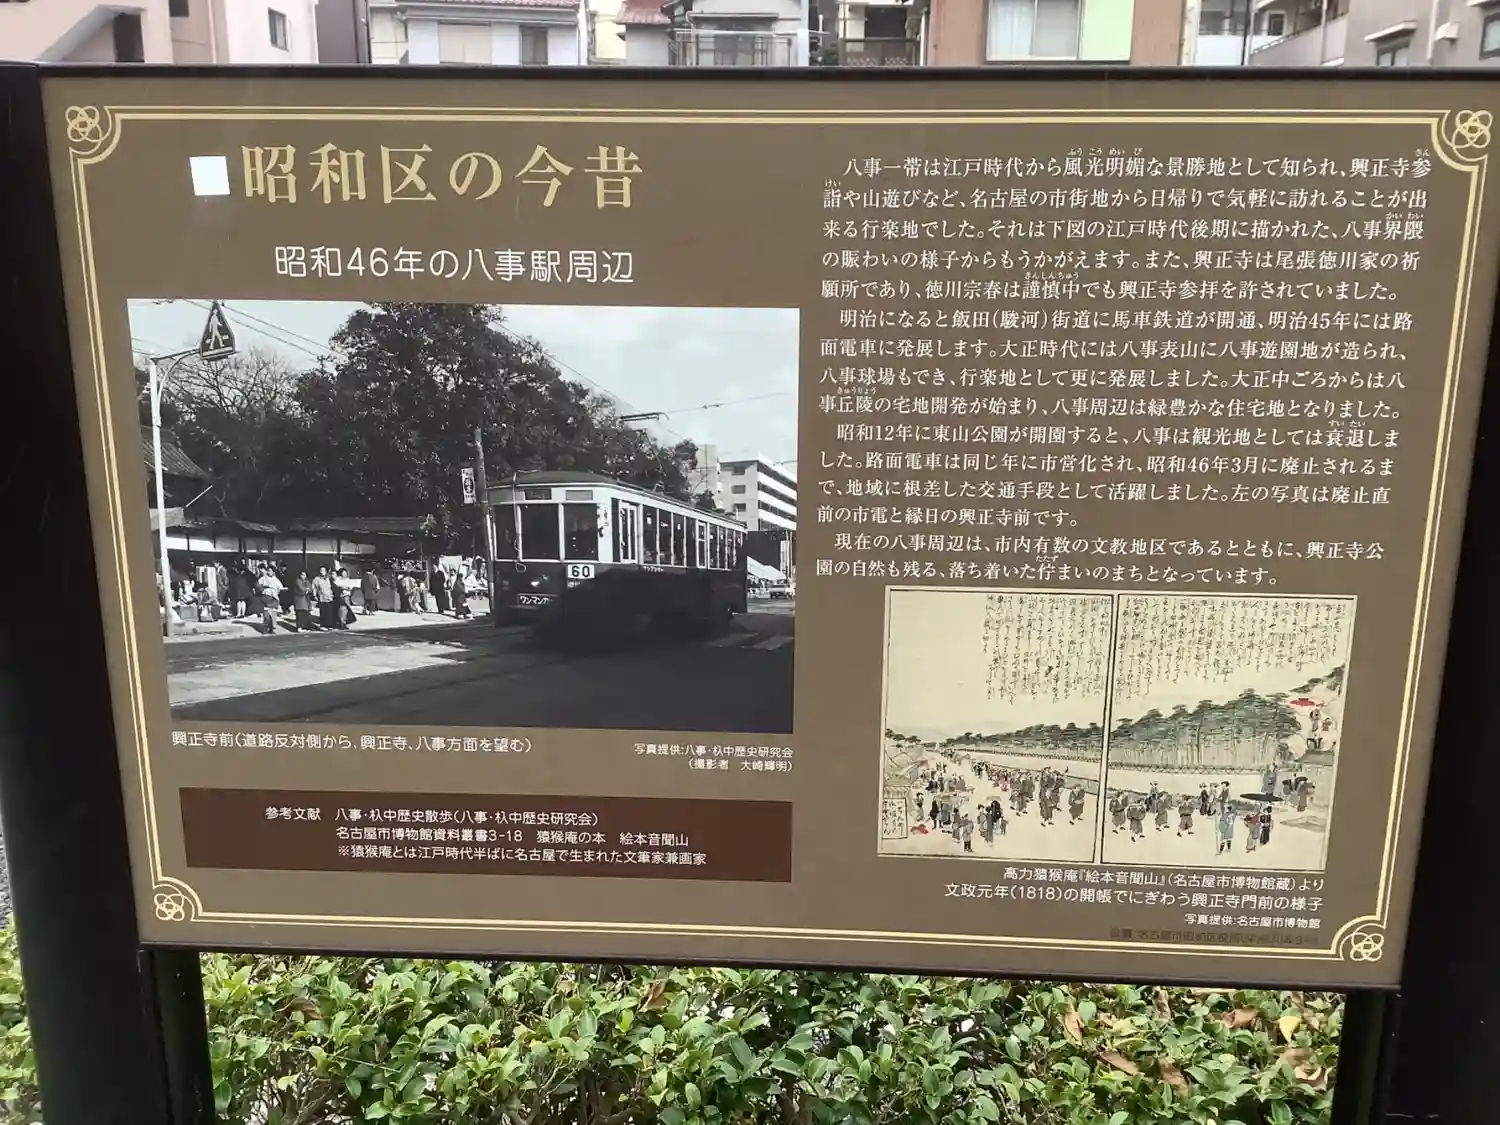 昭和区の今昔
昭和46年の八事駅周辺
60
ワンマンカー
興正寺前(道路反対側から、興正寺、八事方面を望む)
写真提供:八事・杁中歴史研究会
(撮影者 大崎輝明)
参考文献 八事・杁中歴史散歩(八事・杁中歴史研究会)
名古屋市博物館資料叢書3-18 猿猴庵の本 絵本音聞山
※猿猴庵とは江戸時代半ばに名古屋で生まれた文筆家兼画家
八事一帯は江戸時代から風光明媚な景勝地として知られ、興正寺参
詣や山遊びなど、名古屋の市街地から日帰りで気軽に訪れることが出
来る行楽地でした。それは下図の江戸時代後期に描かれた、八事界隈
の賑わいの様子からもうかがえます。また、興正寺は尾張徳川家の祈
願所であり、徳川宗春は謹慎中でも興正寺参拝を許されていました。
明治になると飯田(駿河)街道に馬車鉄道が開通、明治45年には路
面電車に発展します。大正時代には八事表山に八事遊園地が造られ、
八事球場もでき、行楽地として更に発展しました。大正中ごろからは八
事丘陵の宅地開発が始まり、八事周辺は緑豊かな住宅地となりました。
昭和12年に東山公園が開園すると、八事は観光地としては衰退しま
した。路面電車は同じ年に市営化され、昭和46年3月に廃止されるま
で、地域に根差した交通手段として活躍しました。左の写真は廃止直
前の市電と縁日の興正寺前です。
現在の八事周辺は、市内有数の文教地区であるとともに、興正寺公
園の自然も残る、落ち着いた佇まいのまちとなっています。
高力猿猴庵『絵本音聞山』(名古屋市博物館蔵)より
文政元年(1818)の開帳でにぎわう興正寺門前の様子
写真提供:名古屋市博物館